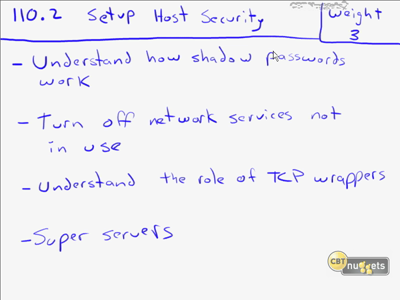 110.2 Setup Host Security
weight
3
- Understand how shadow passwords
work
- Turn off network services not
in use
- Understand the role of TCP wrappers
- Super servers
CBT
nuggets